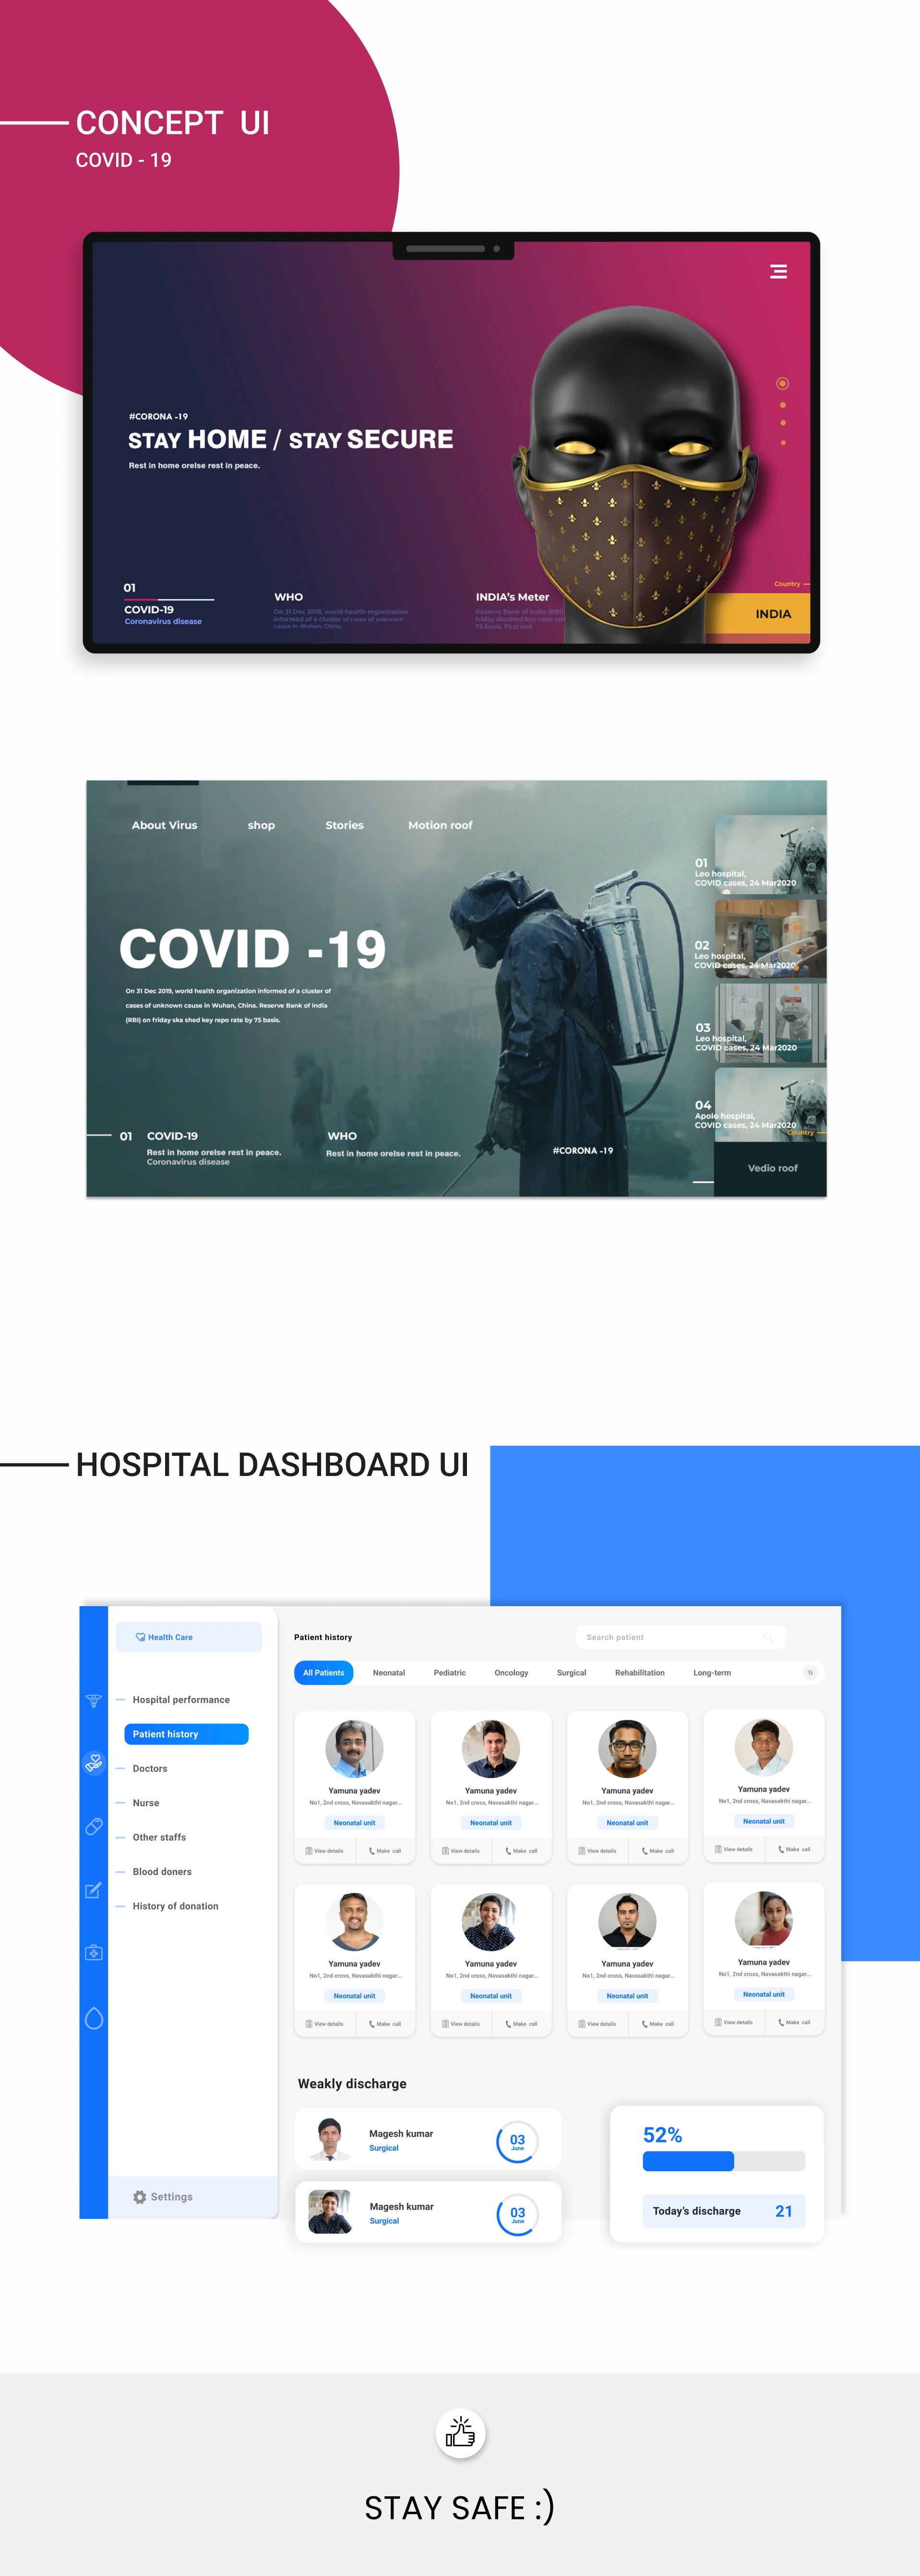 CONCEPT UI
COVID - 19
#CORONA -19
STAY HOME / STAY SECURE
Rest in home orelse rest in peace.
01
COVID-19
Coronavirus disease
WHO
On 31 Dec 2019, world health organization
informed of a cluster of cases of unknown
cause in Wuhan, China.
INDIA's Meter
Reserve Bank of India (RBI)
friday skashed key repo rat
75 basis. First inst
Country
INDIA
About Virus
shop
Stories
Motion roof
COVID -19
On 31 Dec 2019, world health organization informed of a cluster of
cases of unknown cause in Wuhan, China. Reserve Bank of India
(RBI) on friday ska shed key repo rate by 75 basis.
01
COVID-19
Rest in home orelse rest in peace.
Coronavirus disease
WHO
Rest in home orelse rest in peace.
#CORONA -19
01
Leo hospital,
COVID cases, 24 Mar2020
02
Leo hospital,
COVID cases, 24 Mar2020
03
Leo hospital,
COVID cases, 24 Mar2020
04
Apolo hospital,
COVID cases, 24 Mar2020
Country
Vedio roof
HOSPITAL DASHBOARD UI
Health Care
Hospital performance
Patient history
Doctors
Nurse
Other staffs
Blood doners
History of donation
Settings
Patient history
Search patient
All Patients
Neonatal
Pediatric
Oncology
Surgical
Rehabilitation
Long-term
Yamuna yadev
No1, 2nd cross, Navasakthi nagar...
Neonatal unit
View details
Make call
Yamuna yadev
No1, 2nd cross, Navasakthi nagar...
Neonatal unit
View details
Make call
Yamuna yadev
No1, 2nd cross, Navasakthi nagar...
Neonatal unit
View details
Make call
Yamuna yadev
No1, 2nd cross, Navasakthi nagar...
Neonatal unit
View details
Make call
Yamuna yadev
No1, 2nd cross, Navasakthi nagar...
Neonatal unit
View details
Make call
Yamuna yadev
No1, 2nd cross, Navasakthi nagar...
Neonatal unit
View details
Make call
Yamuna yadev
No1, 2nd cross, Navasakthi nagar...
Neonatal unit
View details
Make call
Yamuna yadev
No1, 2nd cross, Navasakthi nagar...
Neonatal unit
View details
Make call
Weakly discharge
Magesh kumar
Surgical
03
June
Magesh kumar
Surgical
03
June
52%
Today's discharge
21
STAY SAFE :)